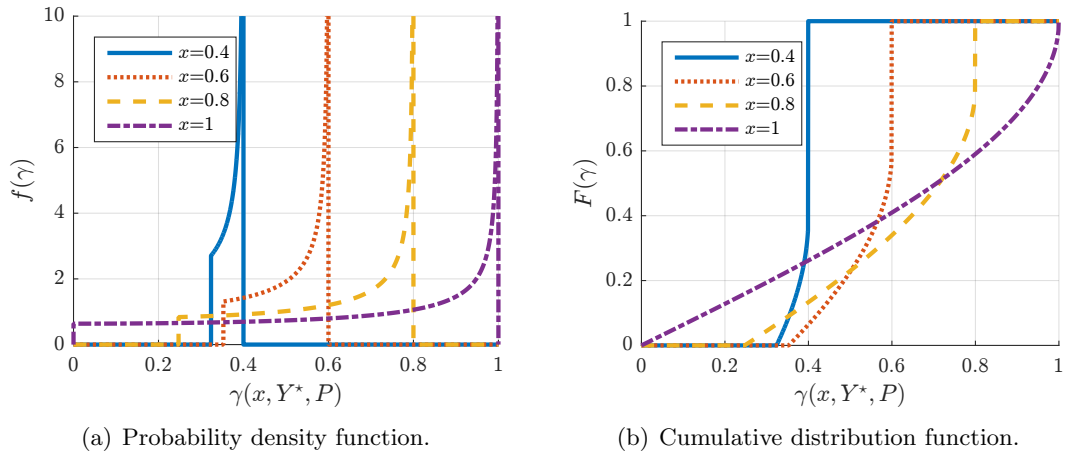 10
8
6
4
2
0
f(γ)
x=0.4
x=0.6
x=0.8
x=1
0 0.2 0.4 0.6 0.8 1
γ(x, Y⋆, P)
(a) Probability density function.
1
0.8
0.6
0.4
0.2
0
F(γ)
x=0.4
x=0.6
x=0.8
x=1
0 0.2 0.4 0.6 0.8 1
γ(x, Y⋆, P)
(b) Cumulative distribution function.